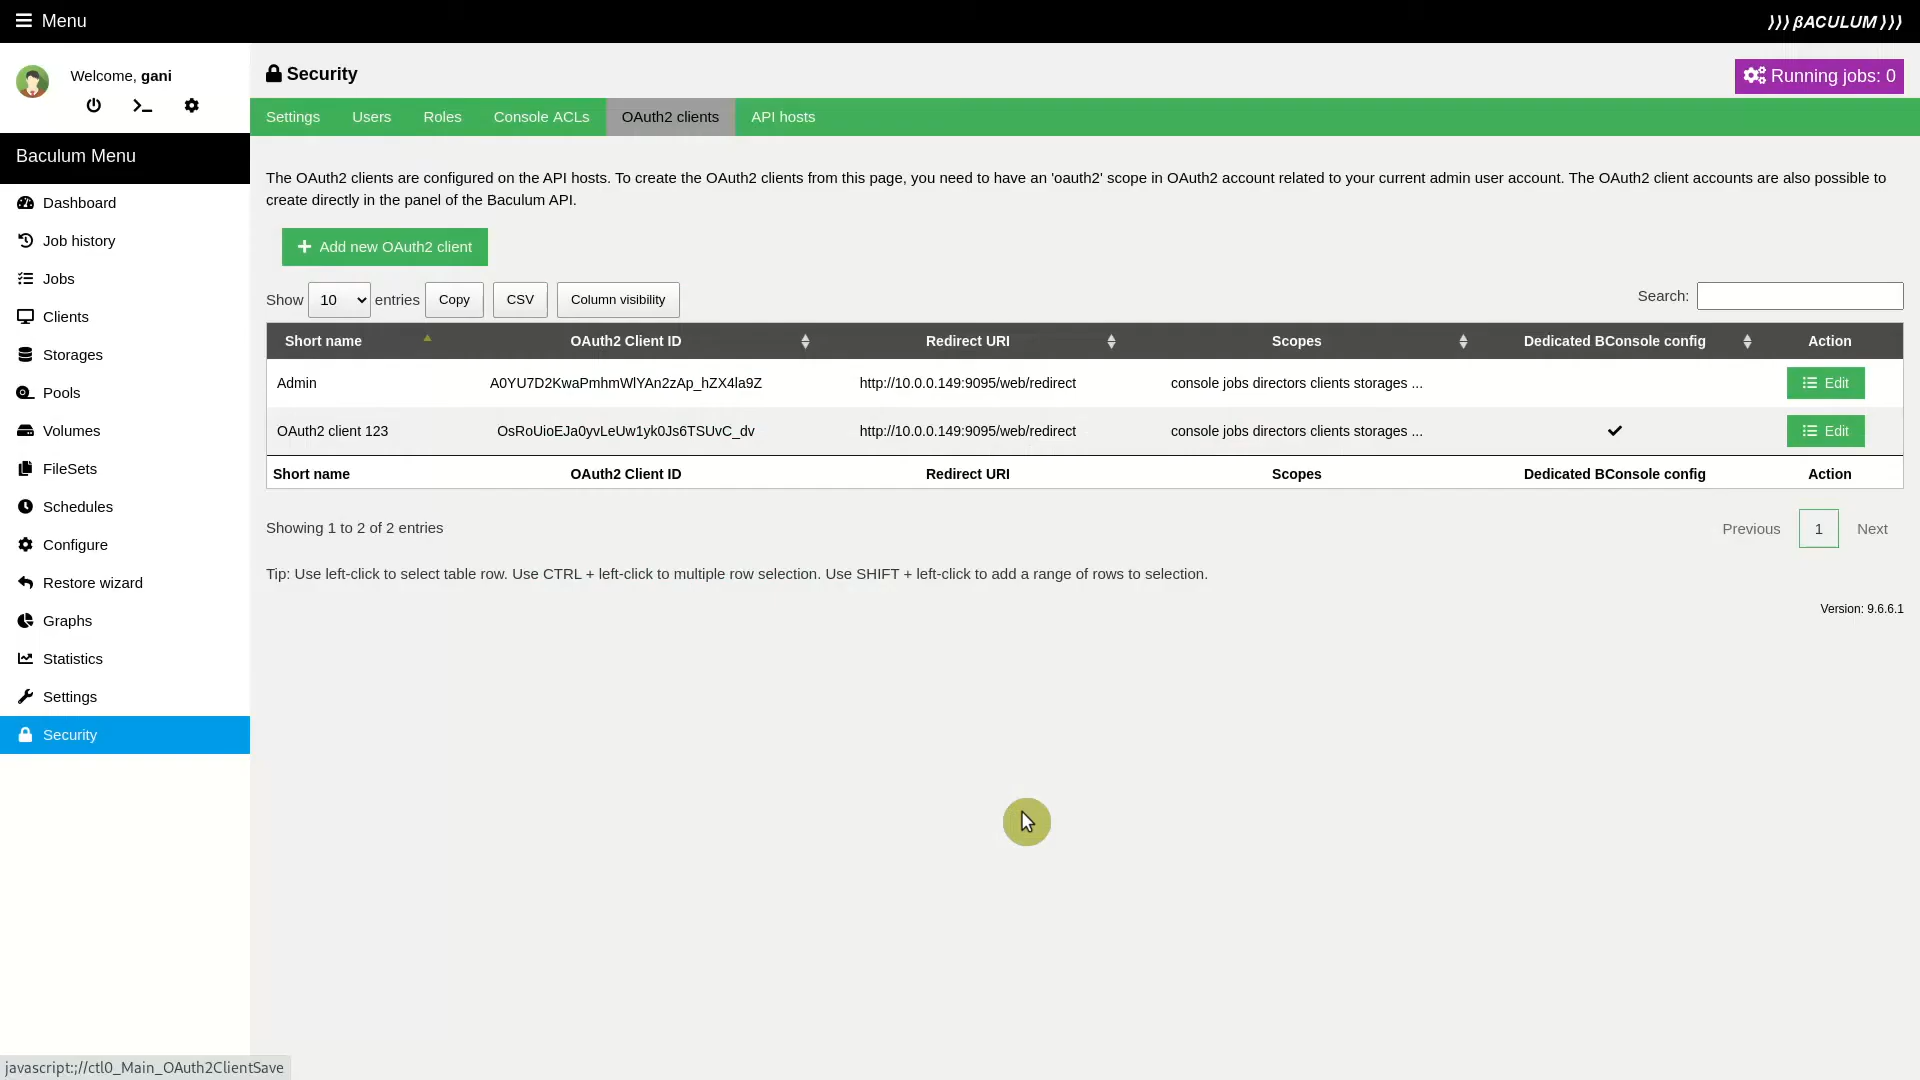 Menu
))) βACULUM )))
Welcome, gani
Security
Running jobs: 0
Settings Users Roles Console ACLs OAuth2 clients API hosts
Baculum Menu
Dashboard
Job history
Jobs
Clients
Storages
Pools
Volumes
FileSets
Schedules
Configure
Restore wizard
Graphs
Statistics
Settings
Security
The OAuth2 clients are configured on the API hosts. To create the OAuth2 clients from this page, you need to have an 'oauth2' scope in OAuth2 account related to your current admin user account. The OAuth2 client accounts are also possible to
create directly in the panel of the Baculum API.
Add new OAuth2 client
Show 10 entries Copy CSV Column visibility Search:
Short name OAuth2 Client ID Redirect URI Scopes Dedicated BConsole config Action
Admin A0YU7D2KwaPmhmWlYAn2zAp_hZX4la9Z http://10.0.0.149:9095/web/redirect console jobs directors clients storages ... Edit
OAuth2 client 123 OsRoUioEJa0yvLeUw1yk0Js6TSUvC_dv http://10.0.0.149:9095/web/redirect console jobs directors clients storages ... Edit
Short name OAuth2 Client ID Redirect URI Scopes Dedicated BConsole config Action
Showing 1 to 2 of 2 entries
Previous 1 Next
Tip: Use left-click to select table row. Use CTRL + left-click to multiple row selection. Use SHIFT + left-click to add a range of rows to selection.
Version: 9.6.6.1
javascript:;//ctl0_Main_OAuth2ClientSave